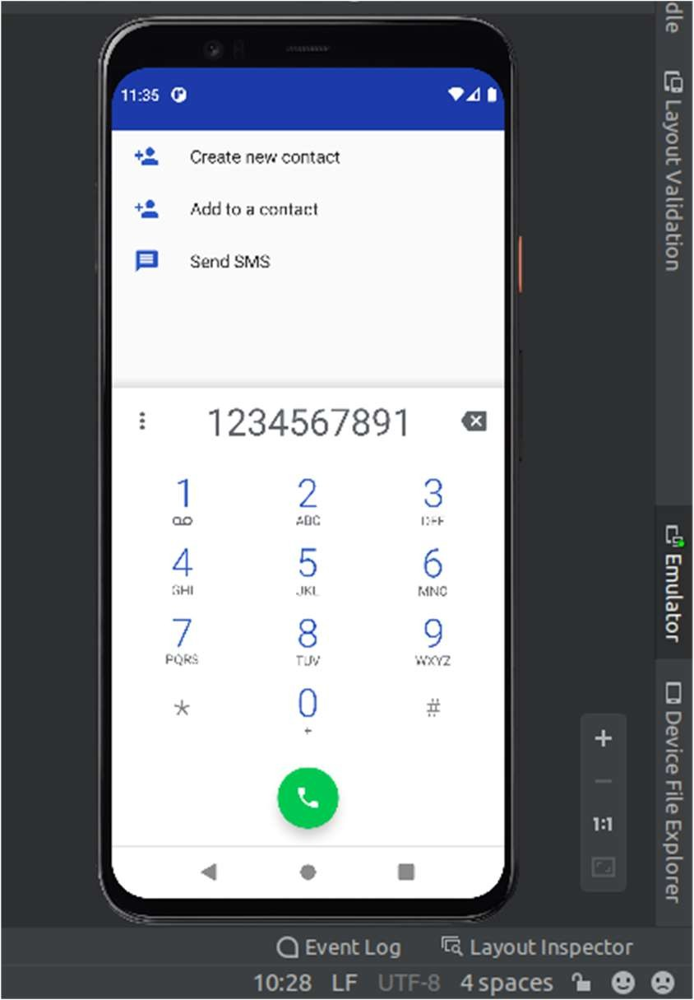 dle
11:35
Layout Validation
Create new contact
Add to a contact
Send SMS
1234567891
1 2 3
ABC DEF
4 5 6
GHI JKL MNO
Emulator
7 8 9
PQRS TUV WXYZ
* 0 #
+
Device File Explorer
1:1
Event Log Layout Inspector
10:28 LF UTF-8 4 spaces